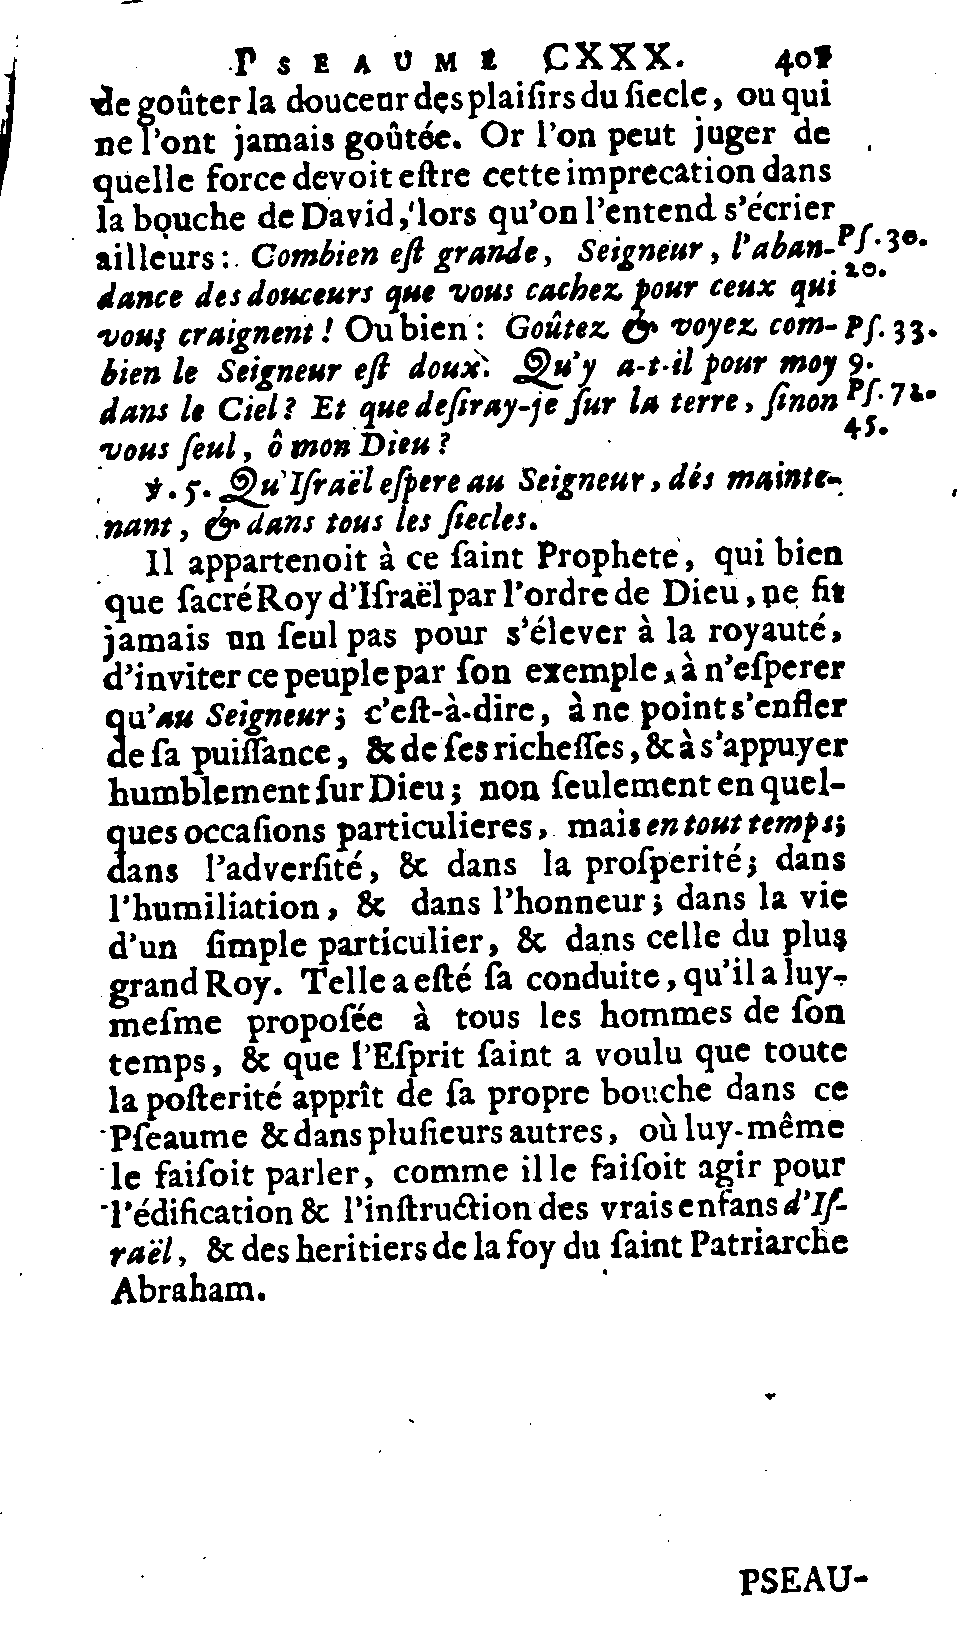 PSEAUME CXXX. 401
de goûter la douceur des plaiſirs du ſiecle, ou qui
ne l'ont jamais goûtée. Or l'on peut juger de
quelle force devoit eſtre cette imprecation dans
la bouche de David, lors qu'on l'entend s'écrier
ailleurs: Combien eſt grande, Seigneur, l'aban- Pſ. 30.
20.
dance des douceurs que vous cachez pour ceux qui
vous craignent! Ou bien: Goûtez & voyez com- Pſ. 33.
bien le Seigneur eſt doux. Qu'y a-t-il pour moy 9.
dans le Ciel? Et que deſiray-je ſur la terre, ſinon Pſ. 72.
45.
vous ſeul, ô mon Dieu?
℣. 5. Qu'Iſraël eſpere au Seigneur, dés mainte-
nant, & dans tous les ſiecles.
Il appartenoit à ce ſaint Prophete, qui bien
que ſacré Roy d'Iſraël par l'ordre de Dieu, ne fit
jamais un ſeul pas pour s'élever à la royauté,
d'inviter ce peuple par ſon exemple, à n'eſperer
qu'au Seigneur; c'eſt-à-dire, à ne point s'enfler
de ſa puiſſance, & de ſes richeſſes, & à s'appuyer
humblement ſur Dieu; non ſeulement en quel-
ques occaſions particulieres, mais en tout temps;
dans l'adverſité, & dans la proſperité; dans
l'humiliation, & dans l'honneur; dans la vie
d'un ſimple particulier, & dans celle du plus
grand Roy. Telle a eſté ſa conduite, qu'il a luy-
meſme propoſée à tous les hommes de ſon
temps, & que l'Eſprit ſaint a voulu que toute
la poſterité apprît de ſa propre bouche dans ce
Pſeaume & dans pluſieurs autres, où luy-même
le faiſoit parler, comme il le faiſoit agir pour
l'édification & l'inſtruction des vrais enfans d'Iſ-
raël, & des heritiers de la foy du ſaint Patriarche
Abraham.
PSEAU-